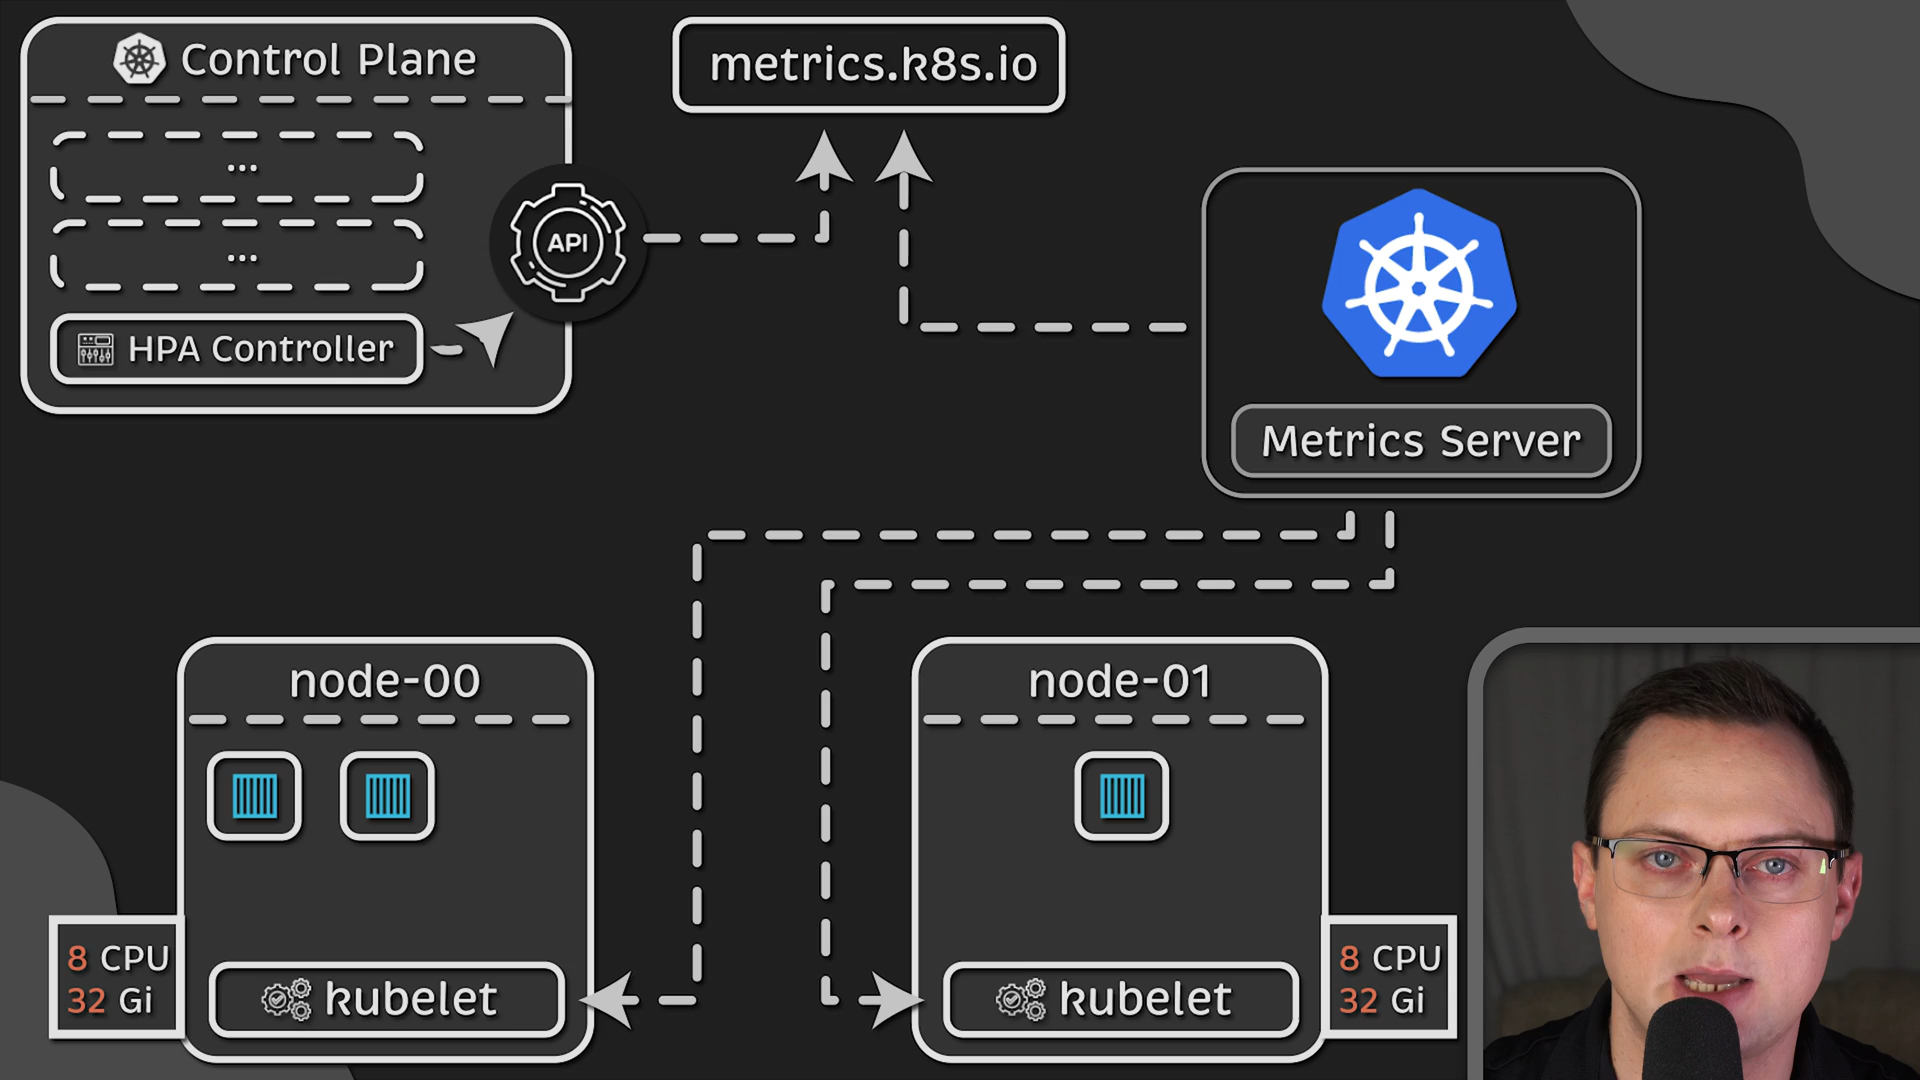 Control Plane
...
...
HPA Controller
API
metrics.k8s.io
Metrics Server
node-00
8 CPU
32 Gi
kubelet
node-01
kubelet
8 CPU
32 Gi